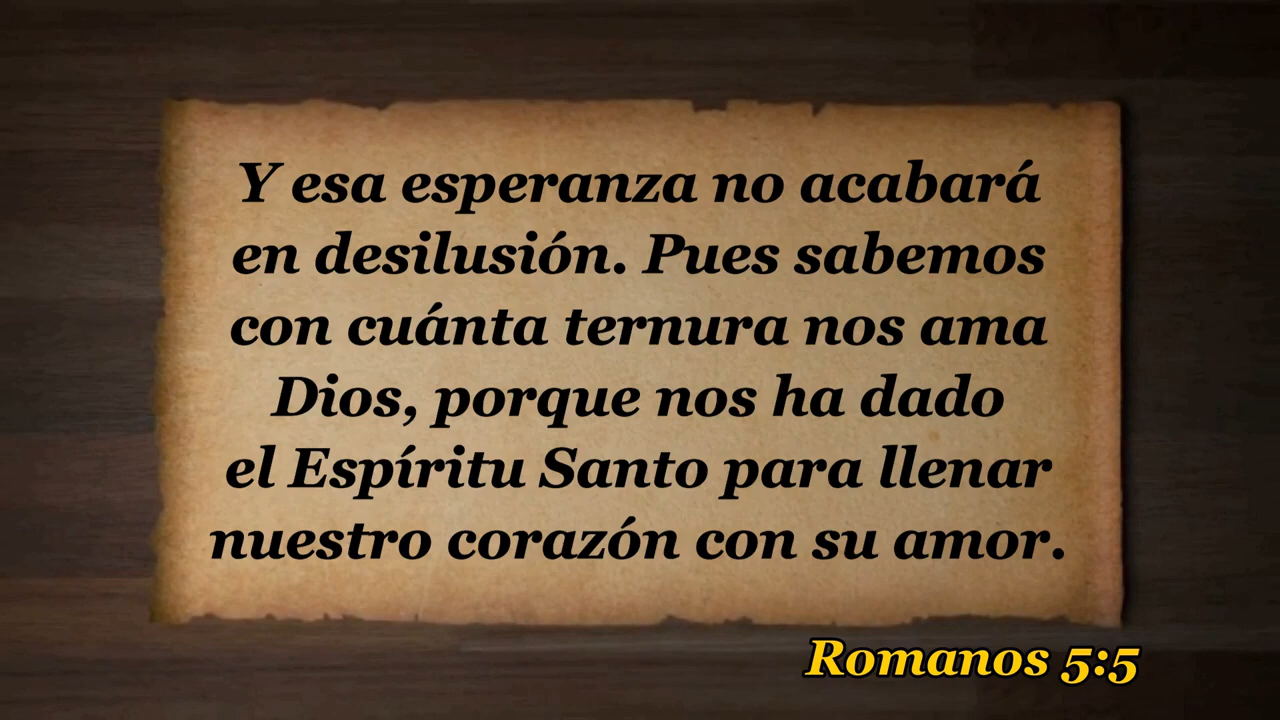 Y esa esperanza no acabará
en desilusión. Pues sabemos
con cuánta ternura nos ama
Dios, porque nos ha dado
el Espíritu Santo para llenar
nuestro corazón con su amor.
Romanos 5:5